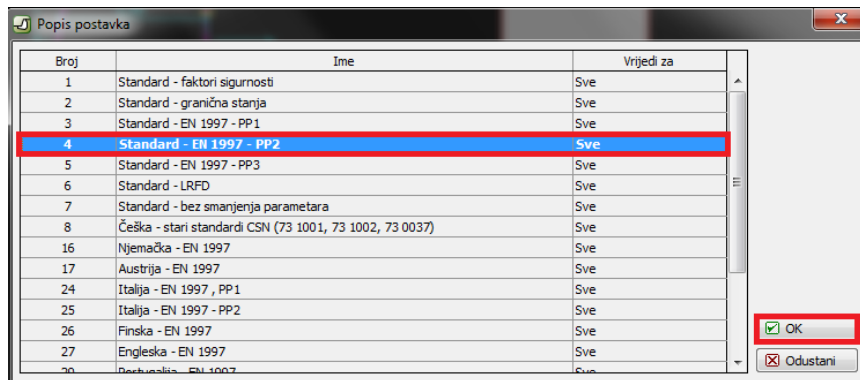 Popis postavka
Broj Ime Vrijedi za
1 Standard - faktori sigurnosti Sve
2 Standard - granična stanja Sve
3 Standard - EN 1997 - PP1 Sve
4 Standard - EN 1997 - PP2 Sve
5 Standard - EN 1997 - PP3 Sve
6 Standard - LRFD Sve
7 Standard - bez smanjenja parametara Sve
8 Češka - stari standardi CSN (73 1001, 73 1002, 73 0037) Sve
16 Njemačka - EN 1997 Sve
17 Austrija - EN 1997 Sve
24 Italija - EN 1997 , PP1 Sve
25 Italija - EN 1997 - PP2 Sve
26 Finska - EN 1997 Sve
27 Engleska - EN 1997 Sve
Portugalija - EN 1997 Sve
OK
Odustani